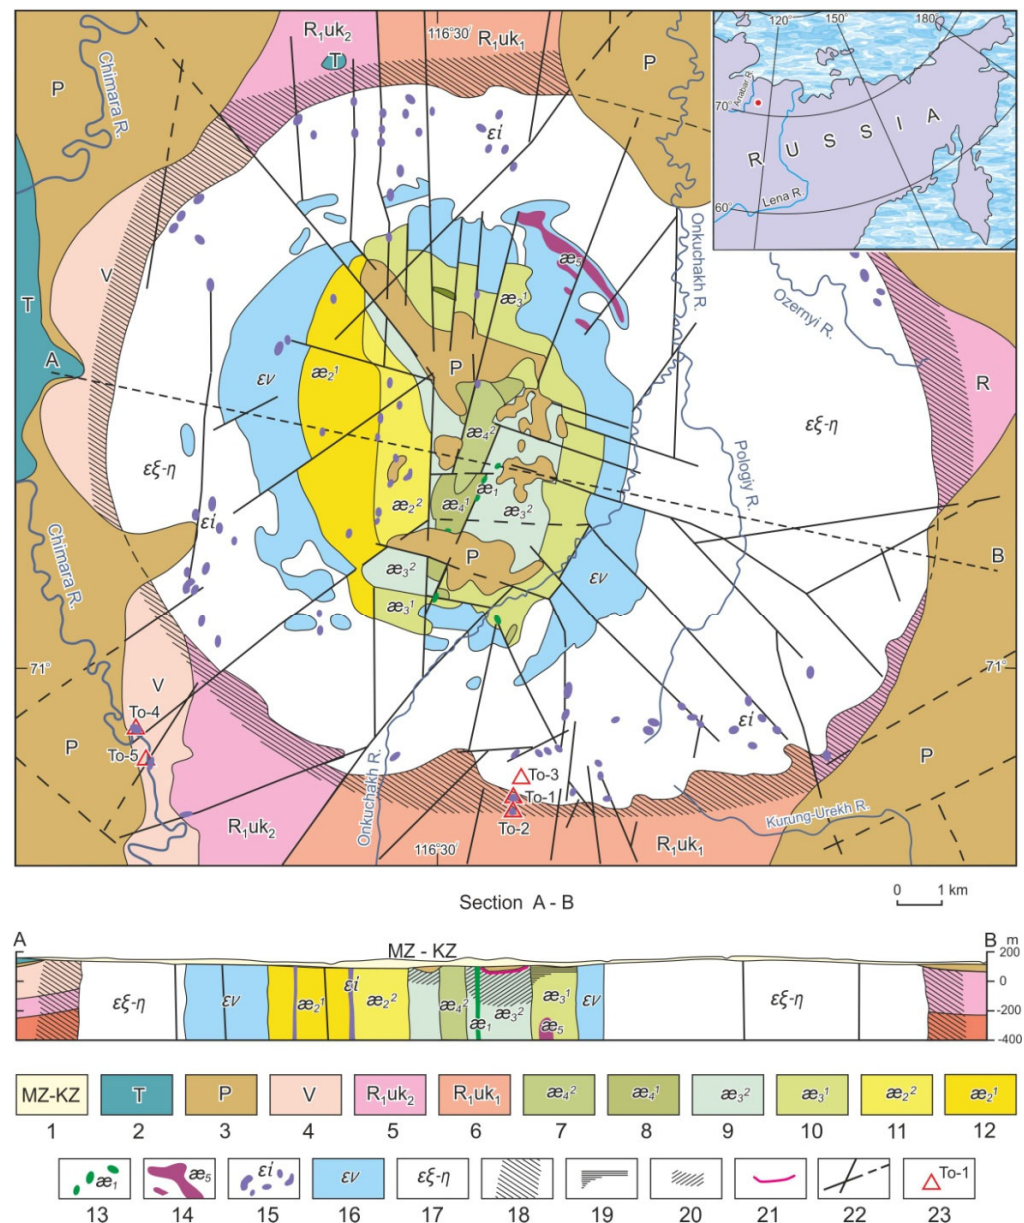 R₁uk₂
116°30′
R₁uk₁
120°
150°
180°
P
T
P
Chimara R.
Anabar R.
70°
RUSSIA
60°
Lena R.
εi
Onkuchakh R.
V
æ₅
T
æ₃¹
Ozernyi R.
A
P
æ₂¹
εν
R
æ₄²
εξ-η
εξ-η
Pologiy R.
æ₁
æ₂²
æ₄¹
æ₃²
εi
Chimara R.
P
B
æ₃²
εν
æ₃¹
71°
71°
V
To-4
εi
P
To-5
P
Onkuchakh R.
To-3
To-1
To-2
Kurung-Urekh R.
R₁uk₂
116°30′
R₁uk₁
Section A - B
0 1 km
A
MZ - KZ
B m
200
εξ-η
εν
æ₂¹
εi
æ₂²
æ₄²
æ₁
æ₃²
æ₃¹
æ₅
εν
εξ-η
0
-200
-400
MZ-KZ T P V R₁uk₂ R₁uk₁ æ₄² æ₄¹ æ₃² æ₃¹ æ₂² æ₂¹
1 2 3 4 5 6 7 8 9 10 11 12
æ₁ æ₅ εi εν εξ-η To-1
13 14 15 16 17 18 19 20 21 22 23